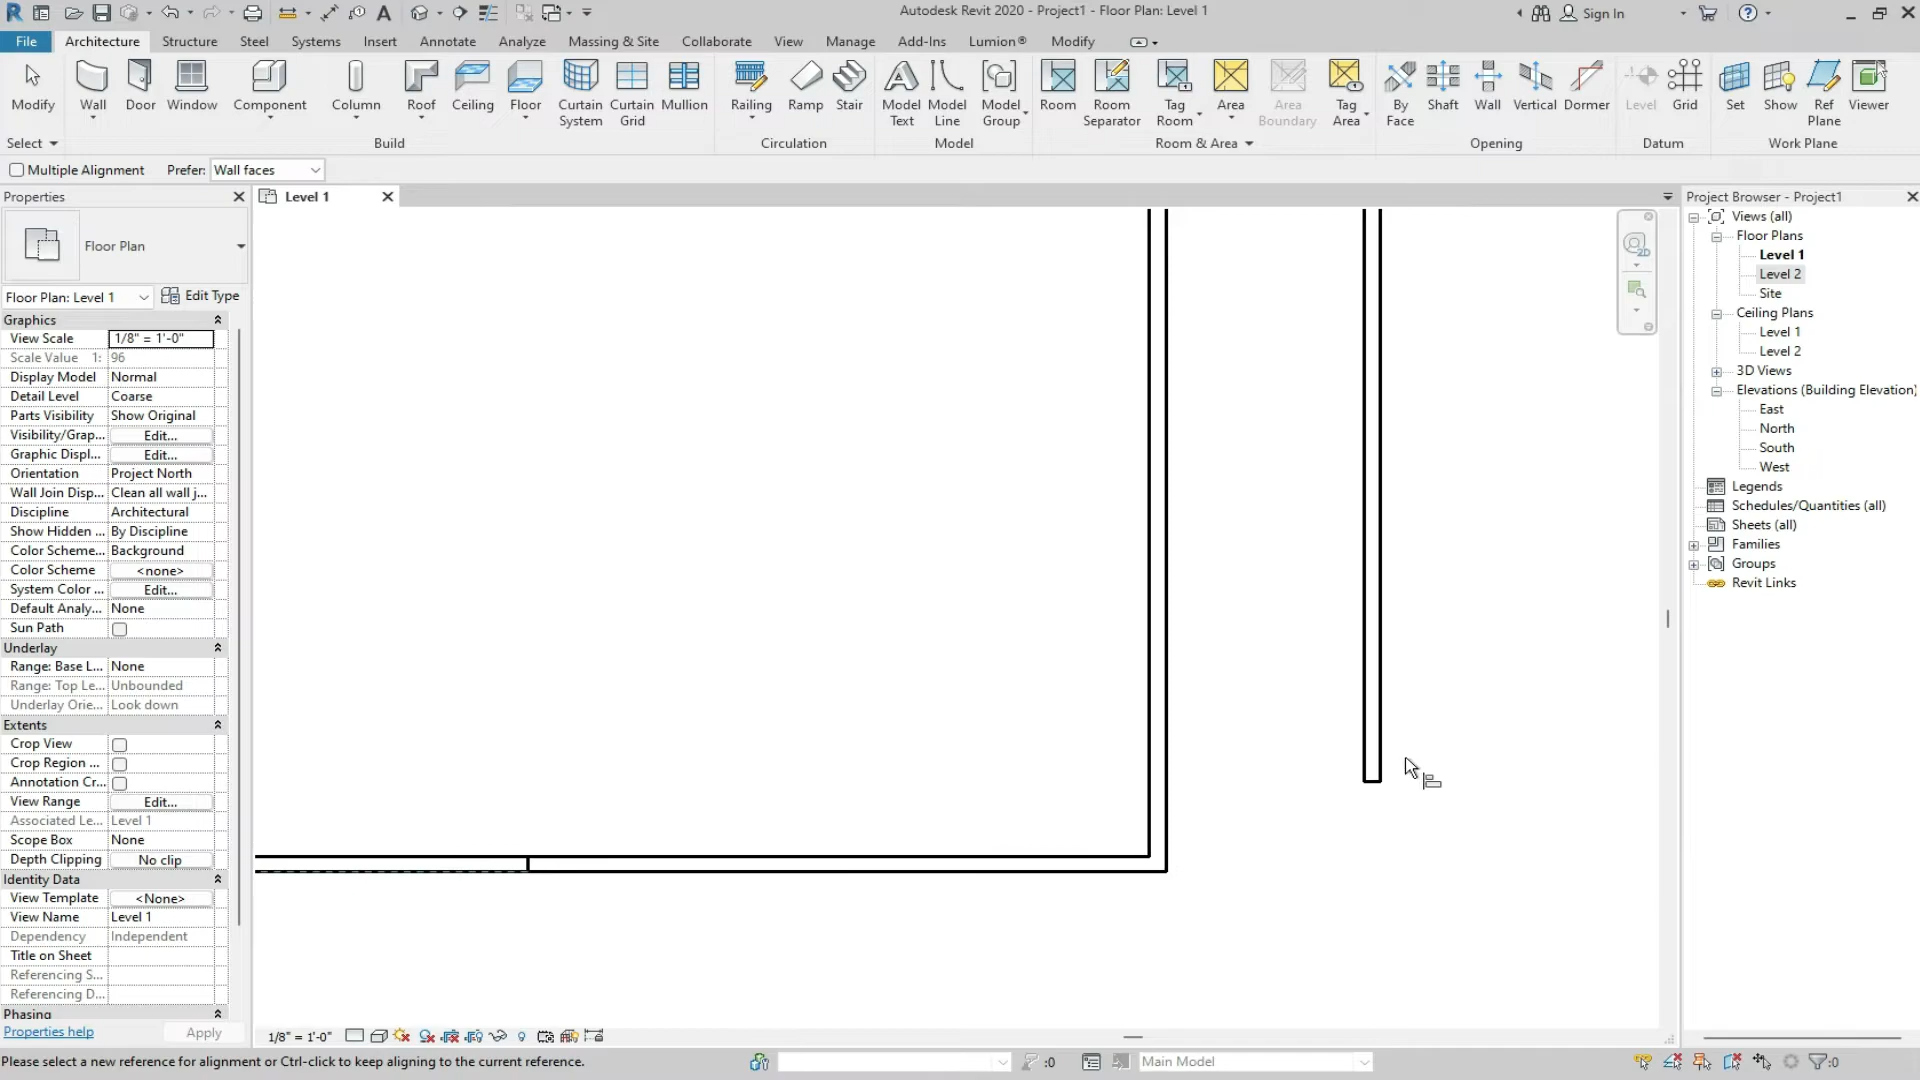 Autodesk Revit 2020 - Project1 - Floor Plan: Level 1
Sign In
File Architecture Structure Steel Systems Insert Annotate Analyze Massing & Site Collaborate View Manage Add-Ins Lumion® Modify
Modify Wall Door Window Component Column Roof Ceiling Floor Curtain System Curtain Grid Mullion Railing Ramp Stair Model Text Model Line Model Group Room Room Separator Tag Room Area Area Boundary Tag Area By Face Shaft Wall Vertical Dormer Level Grid Set Show Ref Plane Viewer
Select Build Circulation Model Room & Area Opening Datum Work Plane
Multiple Alignment Prefer: Wall faces
Properties
Level 1
Project Browser - Project1
Floor Plan
Floor Plan: Level 1 Edit Type
Graphics
View Scale 1/8" = 1'-0"
Scale Value 1: 96
Display Model Normal
Detail Level Coarse
Parts Visibility Show Original
Visibility/Grap... Edit...
Graphic Displ... Edit...
Orientation Project North
Wall Join Disp... Clean all wall j...
Discipline Architectural
Show Hidden ... By Discipline
Color Scheme... Background
Color Scheme <none>
System Color ... Edit...
Default Analy... None
Sun Path
Underlay
Range: Base L... None
Range: Top Le... Unbounded
Underlay Orie... Look down
Extents
Crop View
Crop Region ...
Annotation Cr...
View Range Edit...
Associated Le... Level 1
Scope Box None
Depth Clipping No clip
Identity Data
View Template <None>
View Name Level 1
Dependency Independent
Title on Sheet
Referencing S...
Referencing D...
Phasing
Properties help Apply
2D
Views (all)
Floor Plans
Level 1
Level 2
Site
Ceiling Plans
Level 1
Level 2
3D Views
Elevations (Building Elevation)
East
North
South
West
Legends
Schedules/Quantities (all)
Sheets (all)
Families
Groups
Revit Links
1/8" = 1'-0"
Please select a new reference for alignment or Ctrl-click to keep aligning to the current reference.
:0
Main Model
:0